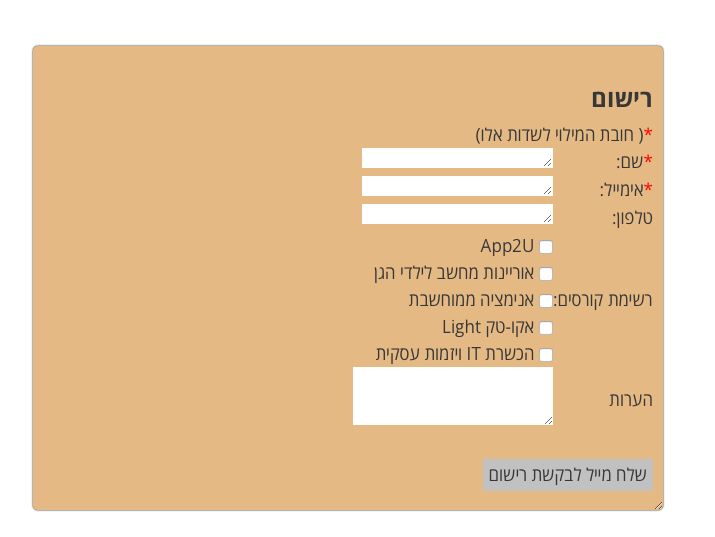 רישום
*( חובת המילוי לשדות אלו)
*שם:
*אימייל:
טלפון:
App2U
אוריינות מחשב לילדי הגן
רשימת קורסים: אנימציה ממוחשבת
אקו-טק Light
הכשרת IT ויזמות עסקית
הערות
שלח מייל לבקשת רישום